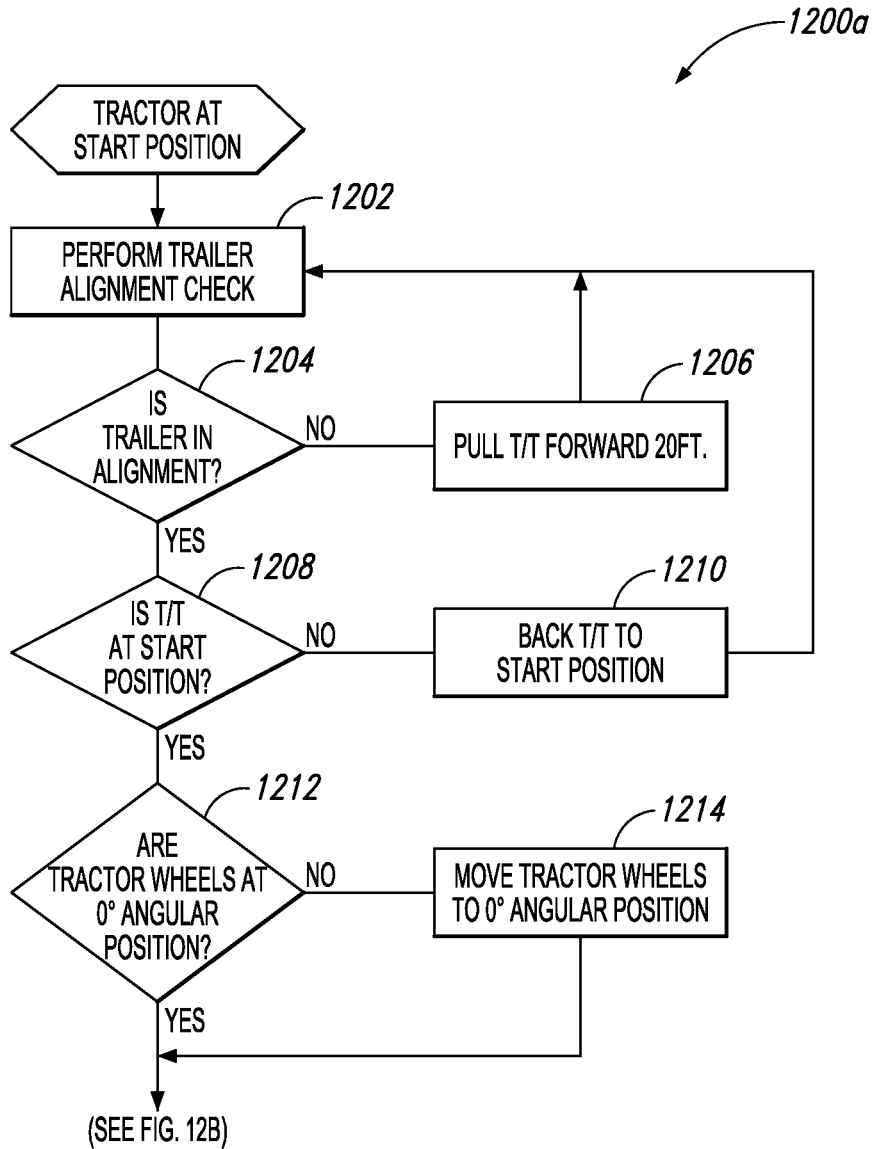 1200a
TRACTOR AT
START POSITION
1202
PERFORM TRAILER
ALIGNMENT CHECK
1204
IS
TRAILER IN
ALIGNMENT?
NO
1206
PULL T/T FORWARD 20FT.
YES
1208
IS T/T
AT START
POSITION?
NO
1210
BACK T/T TO
START POSITION
YES
1212
ARE
TRACTOR WHEELS AT
0° ANGULAR
POSITION?
NO
1214
MOVE TRACTOR WHEELS
TO 0° ANGULAR POSITION
YES
(SEE FIG. 12B)